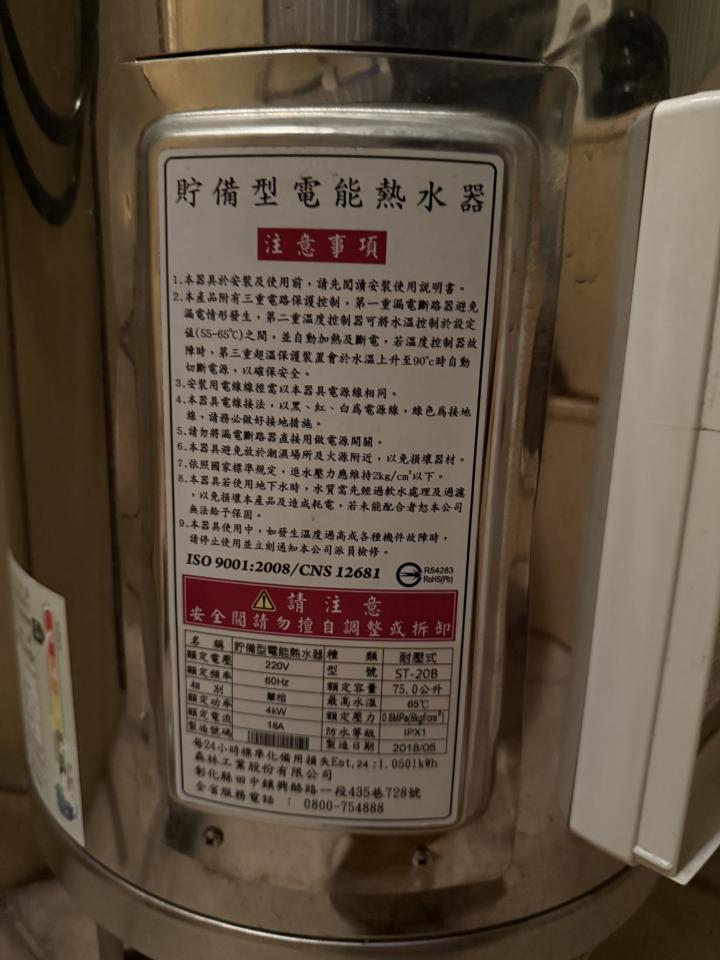 貯備型電能熱水器
注意事項
1.本器具於安裝及使用前，請先閱讀安裝使用說明書。
2.本產品附有三重電路保護控制，第一重漏電斷路器避免
漏電情形發生，第二重溫度控制器可將水溫控制於設定
值(55-65℃)之間，並自動加熱及斷電，若溫度控制器故
障時，第三重超溫保護裝置會於水溫上升至90℃時自動
切斷電源，以確保安全。
3.安裝用電線線徑需以本器具電源線相同。
4.本器具電線接法，以黑、紅、白為電源線，綠色為接地
線，請務必做好接地措施。
5.請勿將漏電斷路器直接用做電源開關。
6.本器具避免放於潮濕場所及火源附近，以免損壞器材。
7.依照國家標準規定，進水壓力應維持2kg/cm²以下。
8.本器具若使用地下水時，水質需先經過軟水處理及過濾
，以免損壞本產品及造成耗電，若未能配合者恕本公司
無法給予保固。
9.本器具使用中，如發生溫度過高或各種機件故障時，
請停止使用並立刻通知本公司派員檢修。
ISO 9001:2008/CNS 12681
R54283
RoHS(Pb)
請注意
安全閥請勿擅自調整或拆卸
名稱 貯備型電能熱水器 種類 耐壓式
額定電壓 220V 型號 ST-20B
額定頻率 60Hz 額定容量 75.0公升
相別 單相 最高水溫 65℃
額定功率 4kW 額定壓力 0.6MPa(6kgf/cm²)
額定電流 18A 防水等級 IPX1
製造號碼 製造日期 2018/05
每24小時標準化備用損失Est,24:1.0501kWh
森林工業股份有限公司
彰化縣田中鎮興酪路一段435巷728號
全省服務電話：0800-754888